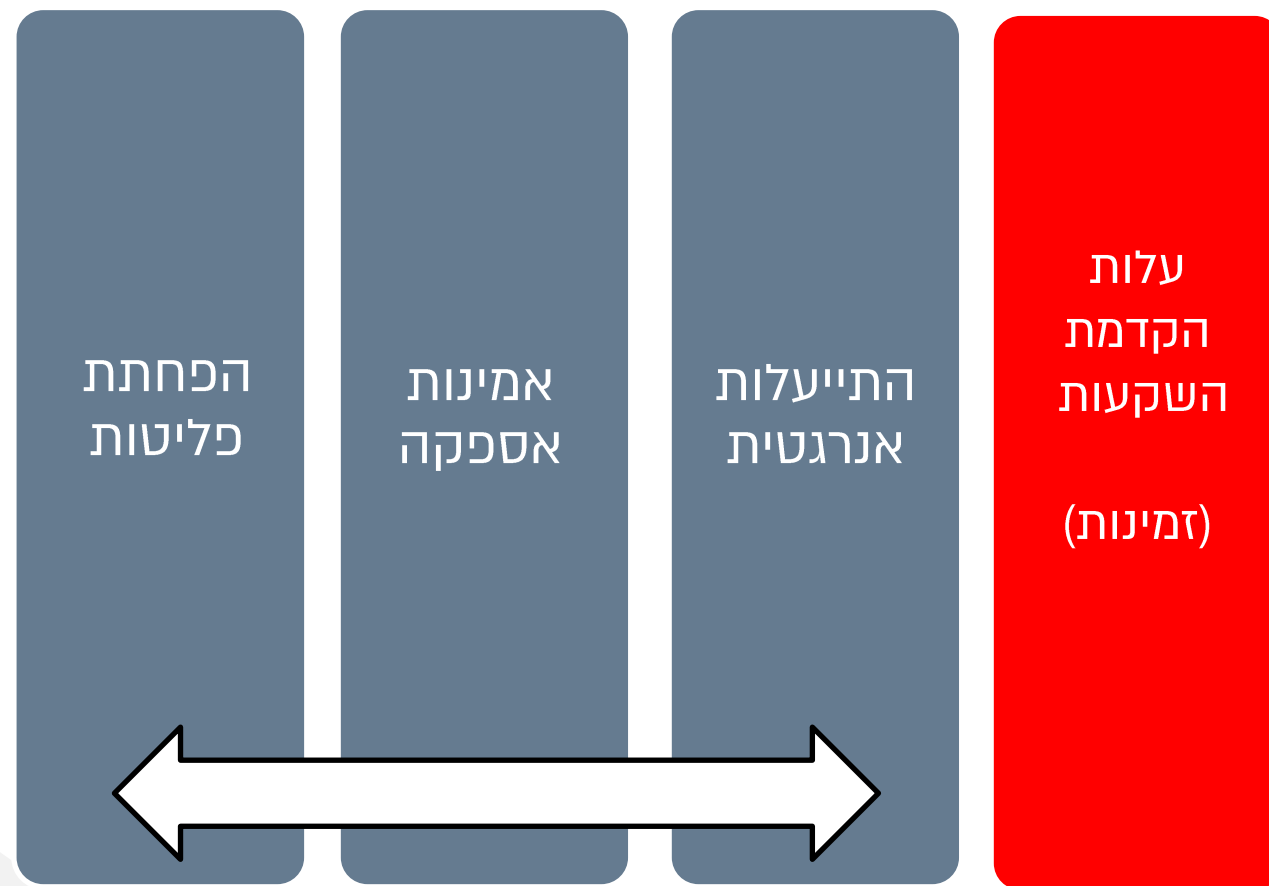 עלות
הקדמת
השקעות
(זמינות)
התייעלות
אנרגטית
אמינות
אספקה
הפחתת
פליטות